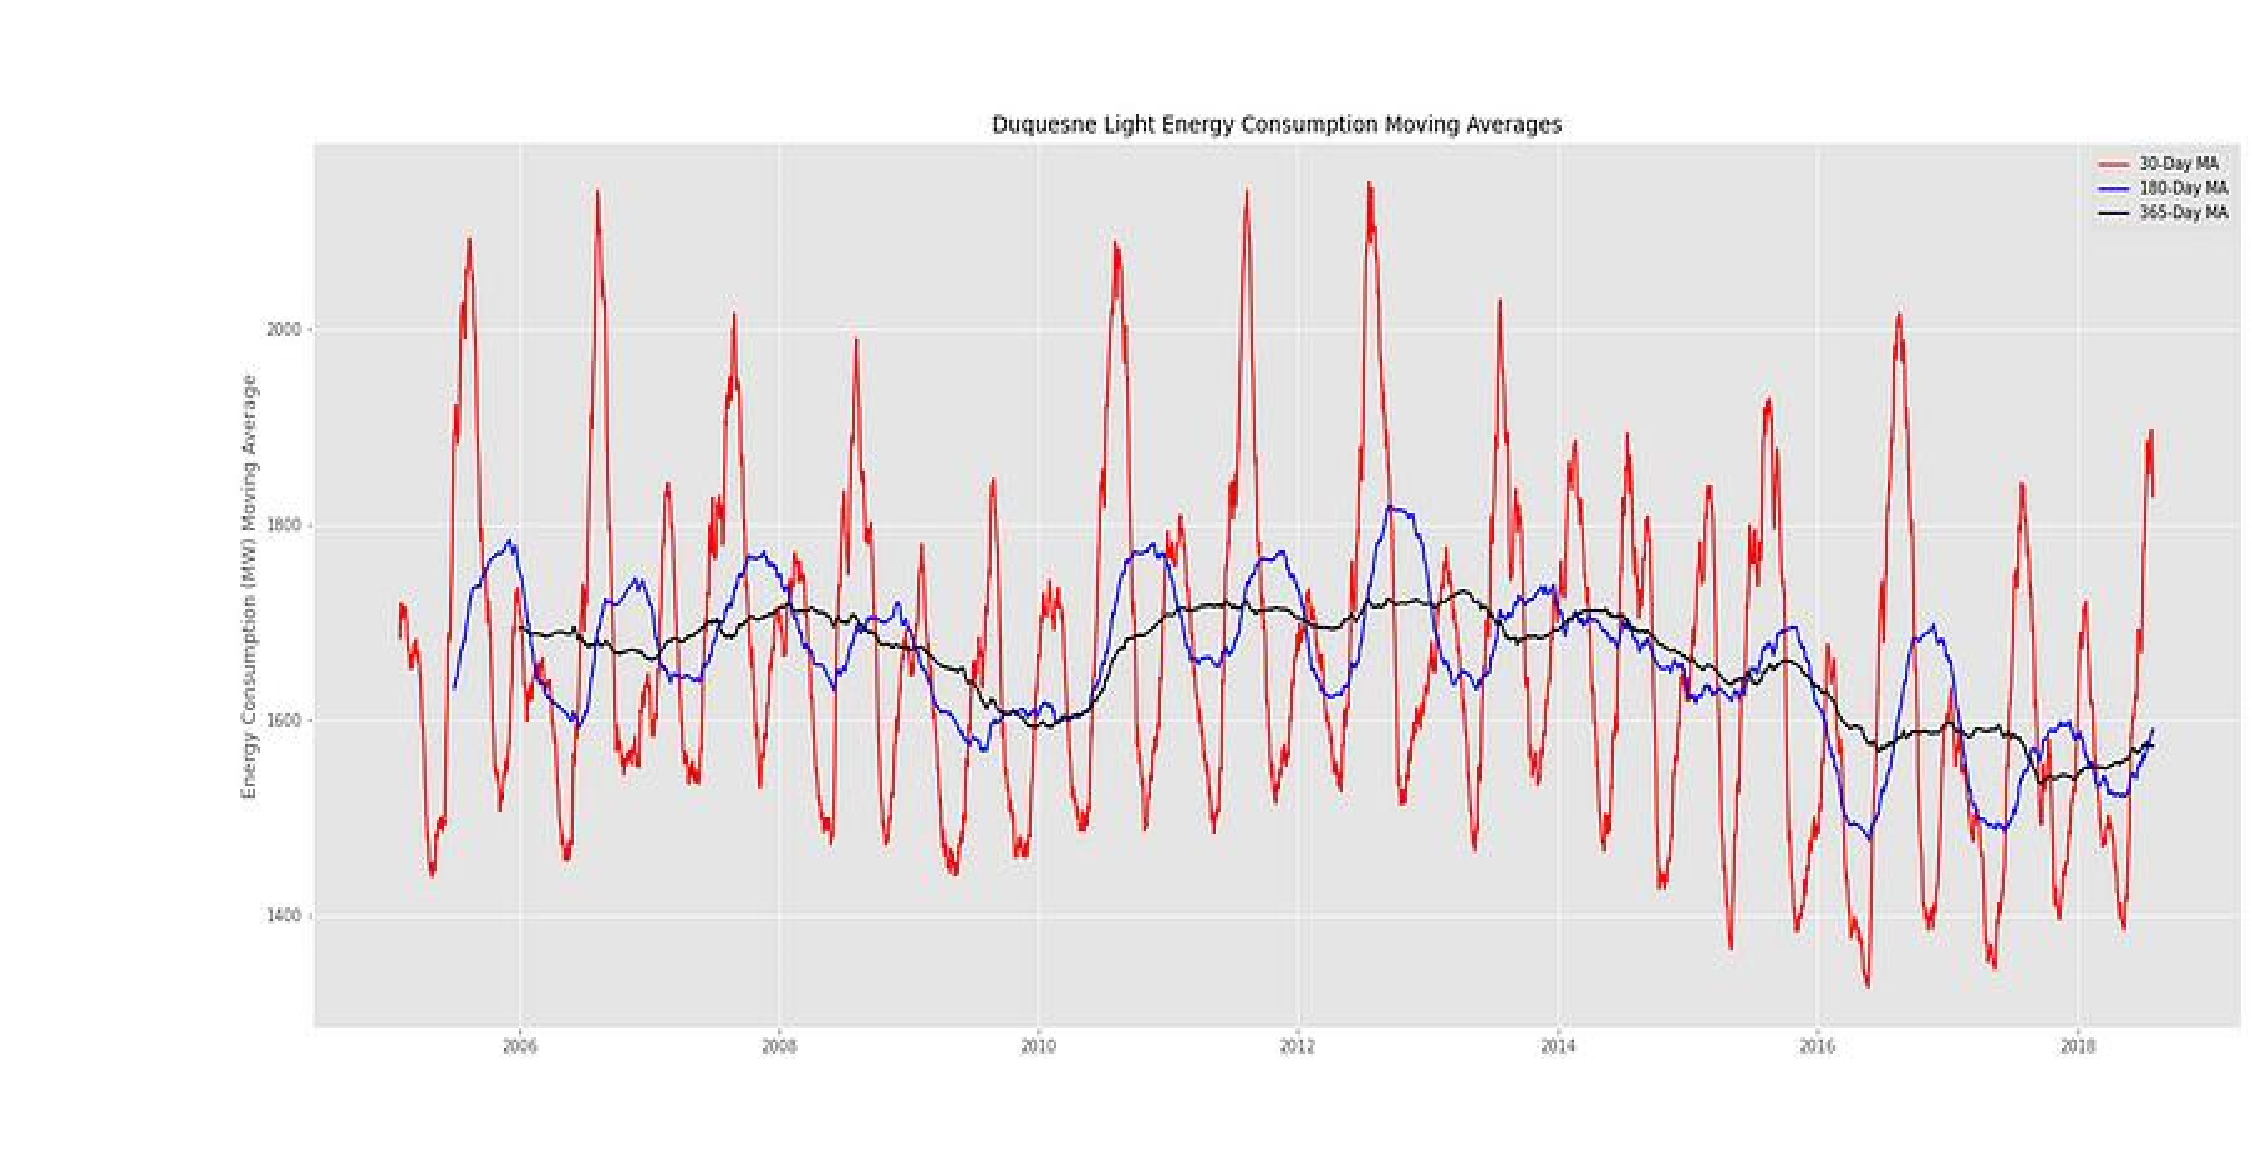 Duquesne Light Energy Consumption Moving Averages
30-Day MA
180-Day MA
365-Day MA
Energy Consumption (MW) Moving Average
2000
1800
1600
1400
2006
2008
2010
2012
2014
2016
2018